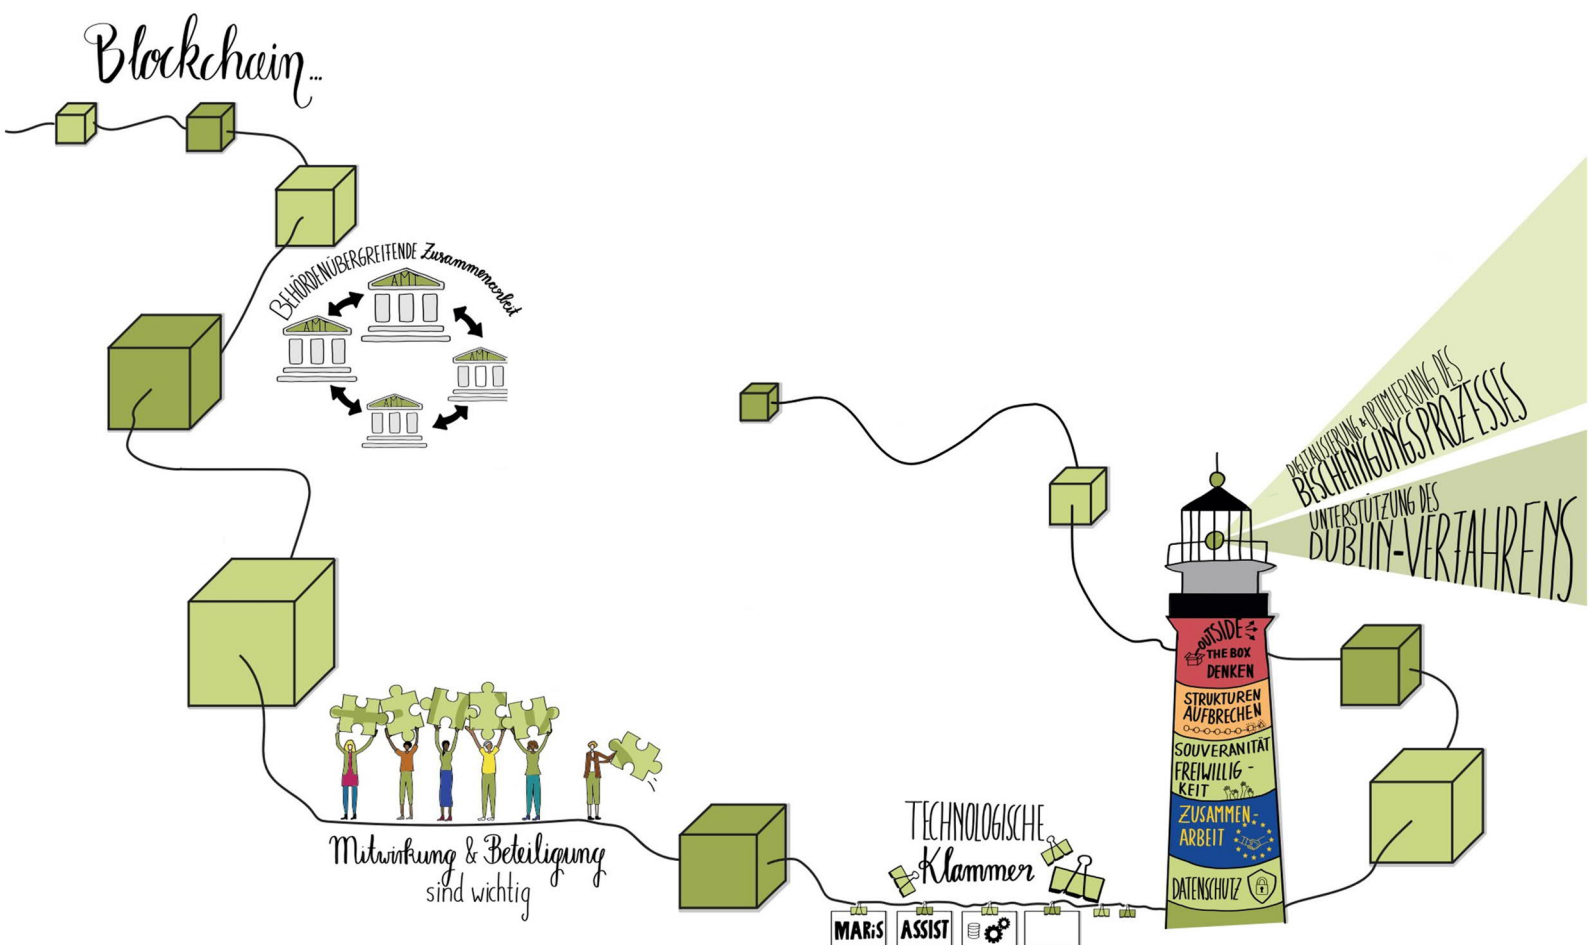 Blockchain...
BEHÖRDENÜBERGREIFENDE Zusammenarbeit
AMT
AMT
AMT
AMT
Mitwirkung & Beteiligung
sind wichtig
TECHNOLOGISCHE
Klammer
MARiS
ASSIST
DIGITALISIERUNG & OPTIMIERUNG DES
BESCHEINIGUNGSPROZESSES
UNTERSTÜTZUNG DES
DUBLIN-VERFAHRENS
OUTSIDE
THE BOX
DENKEN
STRUKTUREN
AUFBRECHEN
SOUVERANITÄT
FREIWILLIG-
KEIT
ZUSAMMEN-
ARBEIT
DATENSCHUTZ